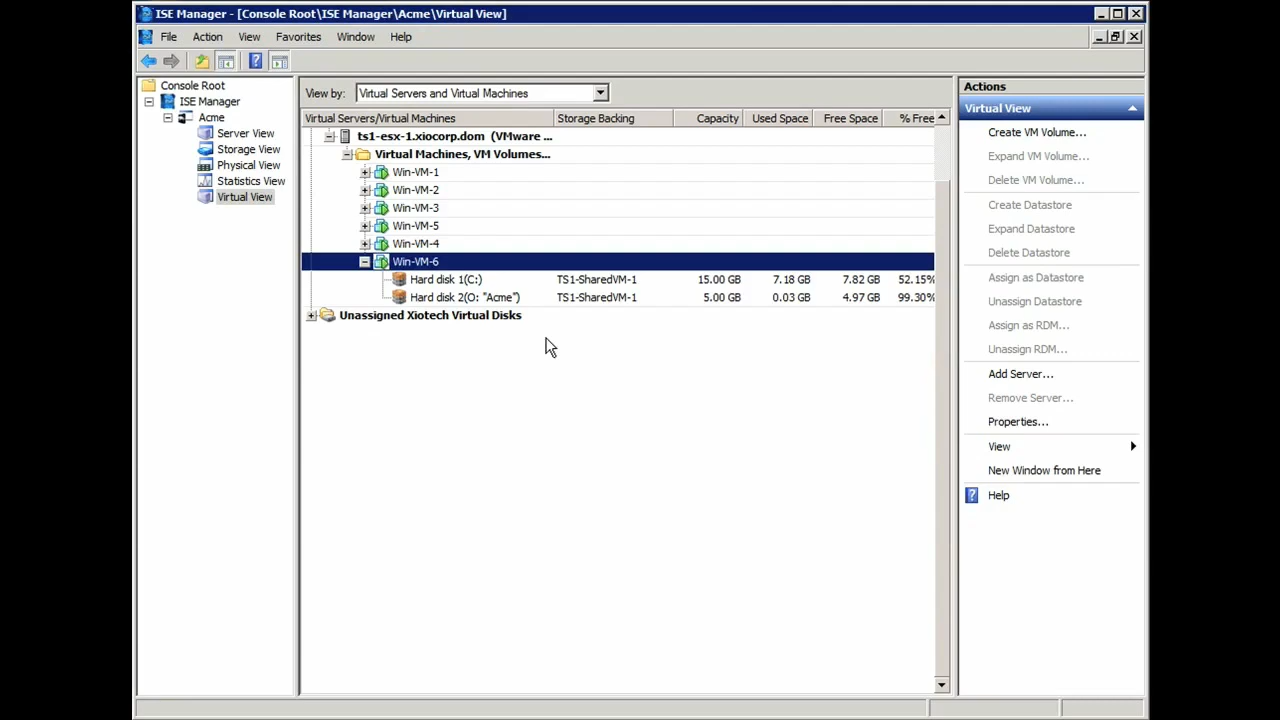 ISE Manager - [Console Root\ISE Manager\Acme\Virtual View]
File Action View Favorites Window Help
Console Root
ISE Manager
Acme
Server View
Storage View
Physical View
Statistics View
Virtual View
View by: Virtual Servers and Virtual Machines
Virtual Servers/Virtual Machines Storage Backing Capacity Used Space Free Space % Free
ts1-esx-1.xiocorp.dom (VMware ...
Virtual Machines, VM Volumes...
Win-VM-1
Win-VM-2
Win-VM-3
Win-VM-5
Win-VM-4
Win-VM-6
Hard disk 1(C:) TS1-SharedVM-1 15.00 GB 7.18 GB 7.82 GB 52.15%
Hard disk 2(O: "Acme") TS1-SharedVM-1 5.00 GB 0.03 GB 4.97 GB 99.30%
Unassigned Xiotech Virtual Disks
Actions
Virtual View
Create VM Volume...
Expand VM Volume...
Delete VM Volume...
Create Datastore
Expand Datastore
Delete Datastore
Assign as Datastore
Unassign Datastore
Assign as RDM...
Unassign RDM...
Add Server...
Remove Server...
Properties...
View
New Window from Here
Help